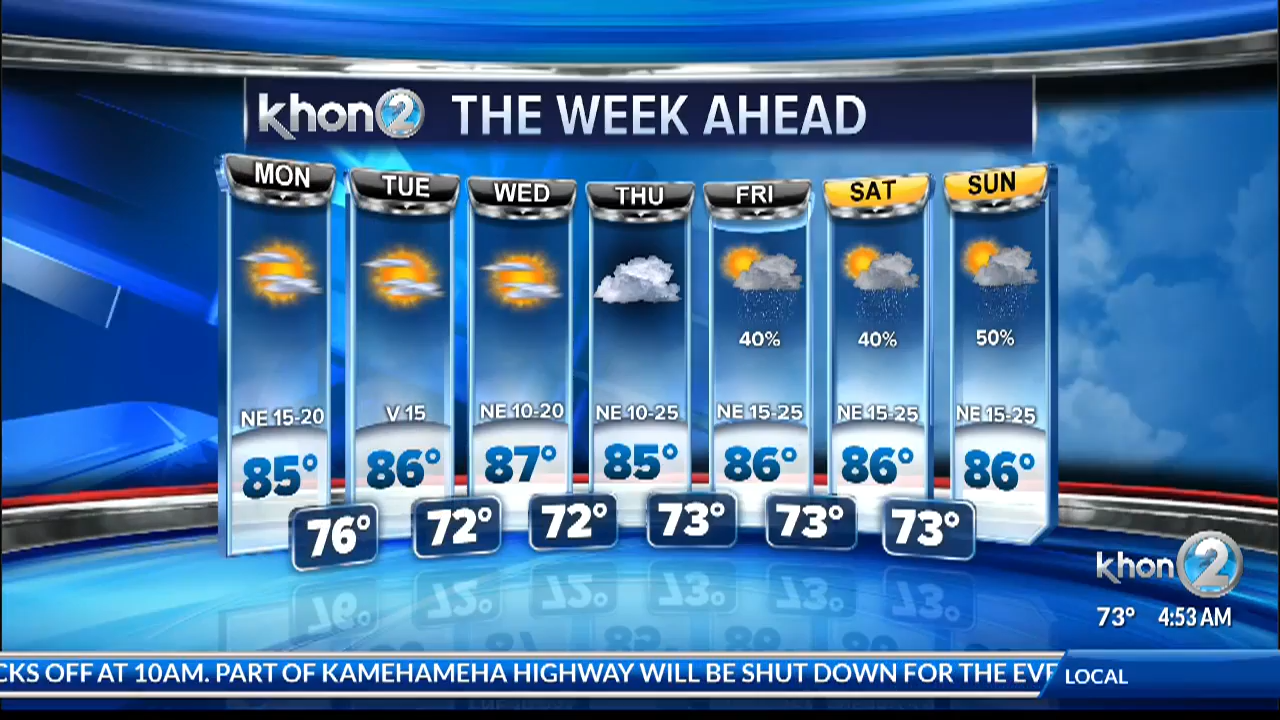 khon2 THE WEEK AHEAD
MON TUE WED THU FRI SAT SUN
40% 40% 50%
NE 15-20 V 15 NE 10-20 NE 10-25 NE 15-25 NE 15-25 NE 15-25
85° 86° 87° 85° 86° 86° 86°
76° 72° 72° 73° 73° 73°
khon2
73° 4:53 AM
CKS OFF AT 10AM. PART OF KAMEHAMEHA HIGHWAY WILL BE SHUT DOWN FOR THE EVE
LOCAL